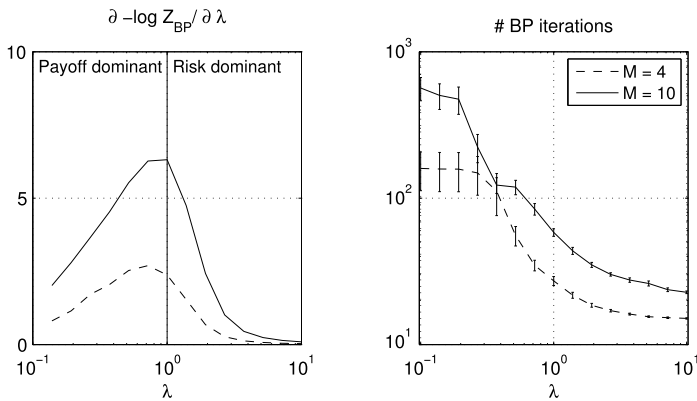 ∂ −log Z_BP / ∂ λ
10
5
0
Payoff dominant
Risk dominant
10^−1
10^0
10^1
λ
# BP iterations
10^3
10^2
10^1
M = 4
M = 10
10^−1
10^0
10^1
λ